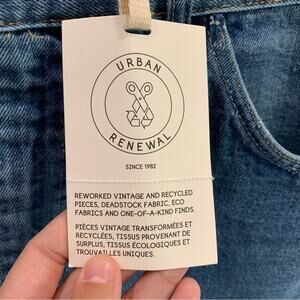 URBAN
RENEWAL
SINCE 1982
REWORKED VINTAGE AND RECYCLED
PIECES, DEADSTOCK FABRIC, ECO
FABRICS AND ONE-OF-A-KIND FINDS.
PIÈCES VINTAGE TRANSFORMÉES ET
RECYCLÉES, TISSUS PROVENANT DE
SURPLUS, TISSUS ÉCOLOGIQUES ET
TROUVAILLES UNIQUES.